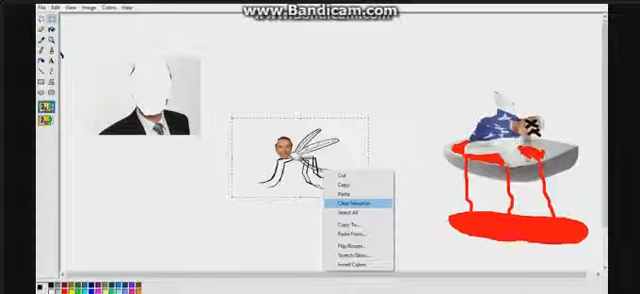 www.Bandicam.com
File Edit View Image Colors Help
Cut
Copy
Paste
Clear Selection
Select All
Copy To...
Paste From...
Flip/Rotate...
Stretch/Skew...
Invert Colors